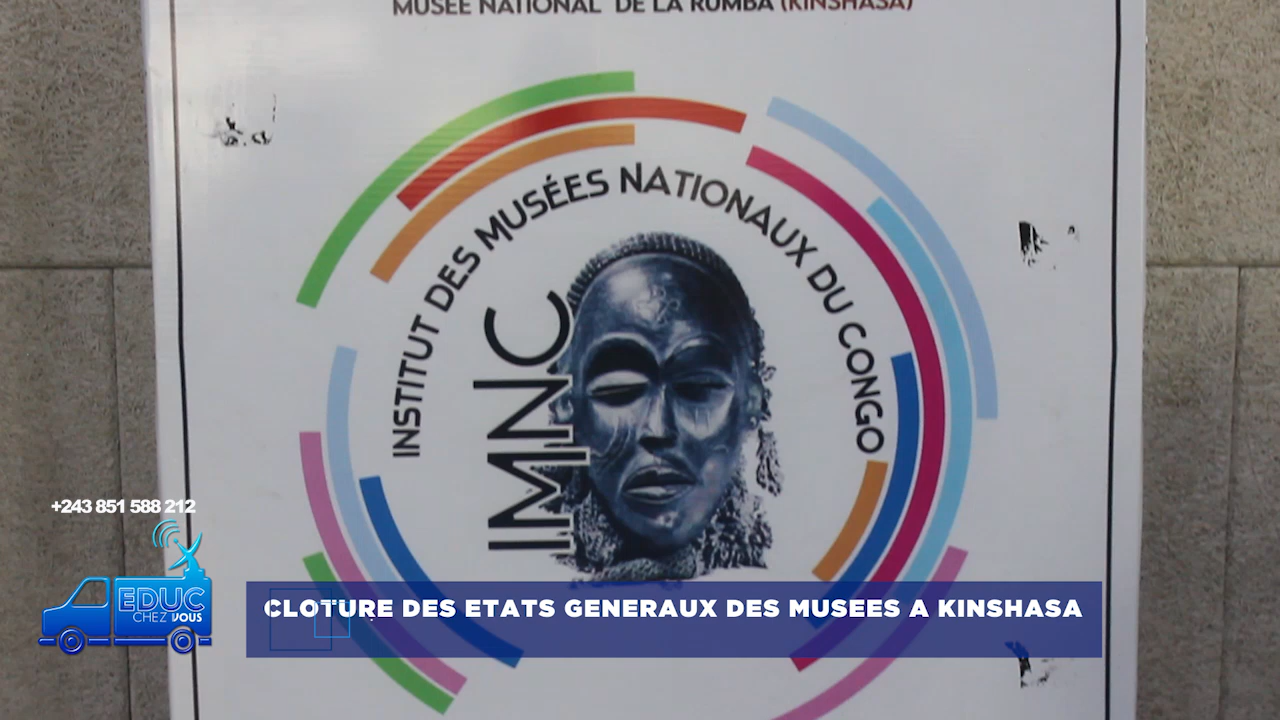 MUSÉE NATIONAL DE LA RUMBA (KINSHASA)
INSTITUT DES MUSÉES NATIONAUX DU CONGO
IMNC
+243 851 588 212
EDUC
CHEZ VOUS
CLOTURE DES ETATS GENERAUX DES MUSEES A KINSHASA